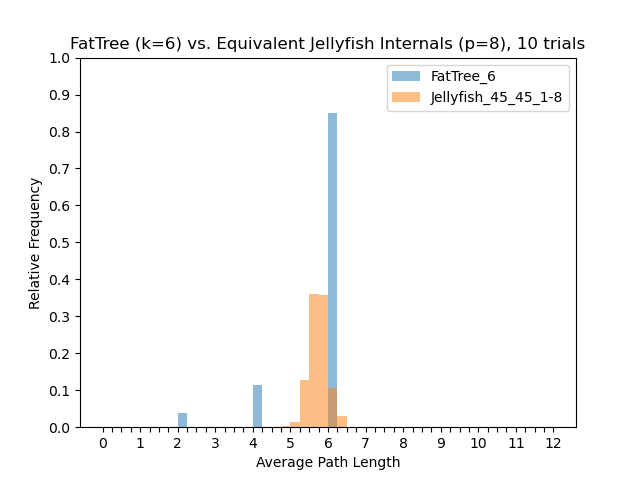 FatTree (k=6) vs. Equivalent Jellyfish Internals (p=8), 10 trials
FatTree_6
Jellyfish_45_45_1-8
Relative Frequency
1.0
0.9
0.8
0.7
0.6
0.5
0.4
0.3
0.2
0.1
0.0
0 1 2 3 4 5 6 7 8 9 10 11 12
Average Path Length